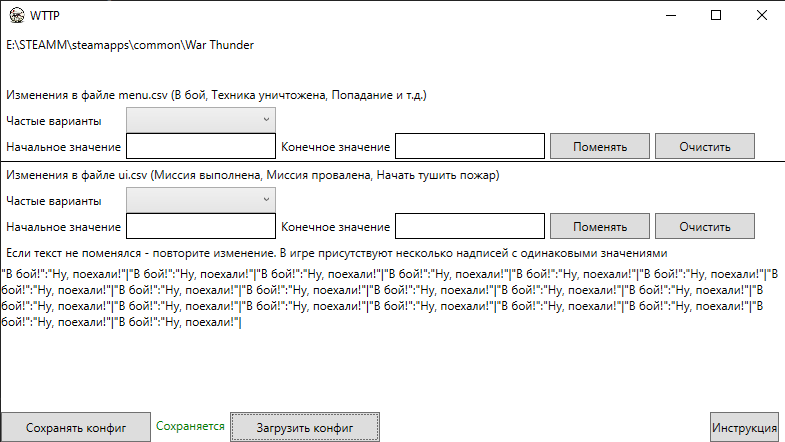 WTTP
E:\STEAMM\steamapps\common\War Thunder
Изменения в файле menu.csv (В бой, Техника уничтожена, Попадание и т.д.)
Частые варианты
Начальное значение Конечное значение Поменять Очистить
Изменения в файле ui.csv (Миссия выполнена, Миссия провалена, Начать тушить пожар)
Частые варианты
Начальное значение Конечное значение Поменять Очистить
Если текст не поменялся - повторите изменение. В игре присутствуют несколько надписей с одинаковыми значениями
"В бой!":"Ну, поехали!"|"В бой!":"Ну, поехали!"|"В бой!":"Ну, поехали!"|"В бой!":"Ну, поехали!"|"В бой!":"Ну, поехали!"|"В бой!":"Ну, поехали!"|"В
бой!":"Ну, поехали!"|"В бой!":"Ну, поехали!"|"В бой!":"Ну, поехали!"|"В бой!":"Ну, поехали!"|"В бой!":"Ну, поехали!"|"В бой!":"Ну, поехали!"|"В
бой!":"Ну, поехали!"|"В бой!":"Ну, поехали!"|"В бой!":"Ну, поехали!"|"В бой!":"Ну, поехали!"|"В бой!":"Ну, поехали!"|"В бой!":"Ну, поехали!"|"В
бой!":"Ну, поехали!"|"В бой!":"Ну, поехали!"|
Сохранять конфиг Сохраняется Загрузить конфиг Инструкция